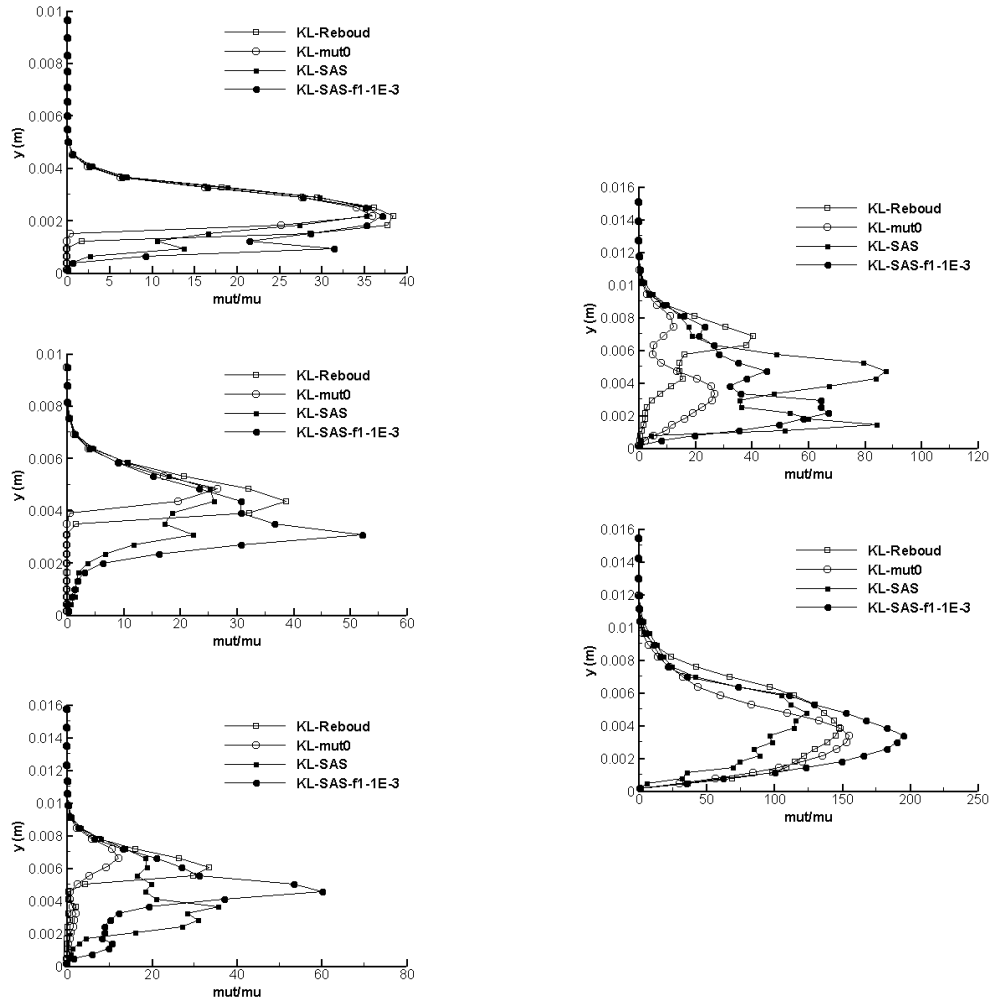 0.01
0.008
0.006
0.004
0.002
0
y (m)
KL-Reboud
KL-mut0
KL-SAS
KL-SAS-f1-1E-3
0 5 10 15 20 25 30 35 40
mut/mu
0.01
0.008
0.006
0.004
0.002
0
y (m)
KL-Reboud
KL-mut0
KL-SAS
KL-SAS-f1-1E-3
0 10 20 30 40 50 60
mut/mu
0.016
0.014
0.012
0.01
0.008
0.006
0.004
0.002
0
y (m)
KL-Reboud
KL-mut0
KL-SAS
KL-SAS-f1-1E-3
0 20 40 60 80
mut/mu
0.016
0.014
0.012
0.01
0.008
0.006
0.004
0.002
0
y (m)
KL-Reboud
KL-mut0
KL-SAS
KL-SAS-f1-1E-3
0 20 40 60 80 100 120
mut/mu
0.016
0.014
0.012
0.01
0.008
0.006
0.004
0.002
0
y (m)
KL-Reboud
KL-mut0
KL-SAS
KL-SAS-f1-1E-3
50 100 150 200 250
mut/mu